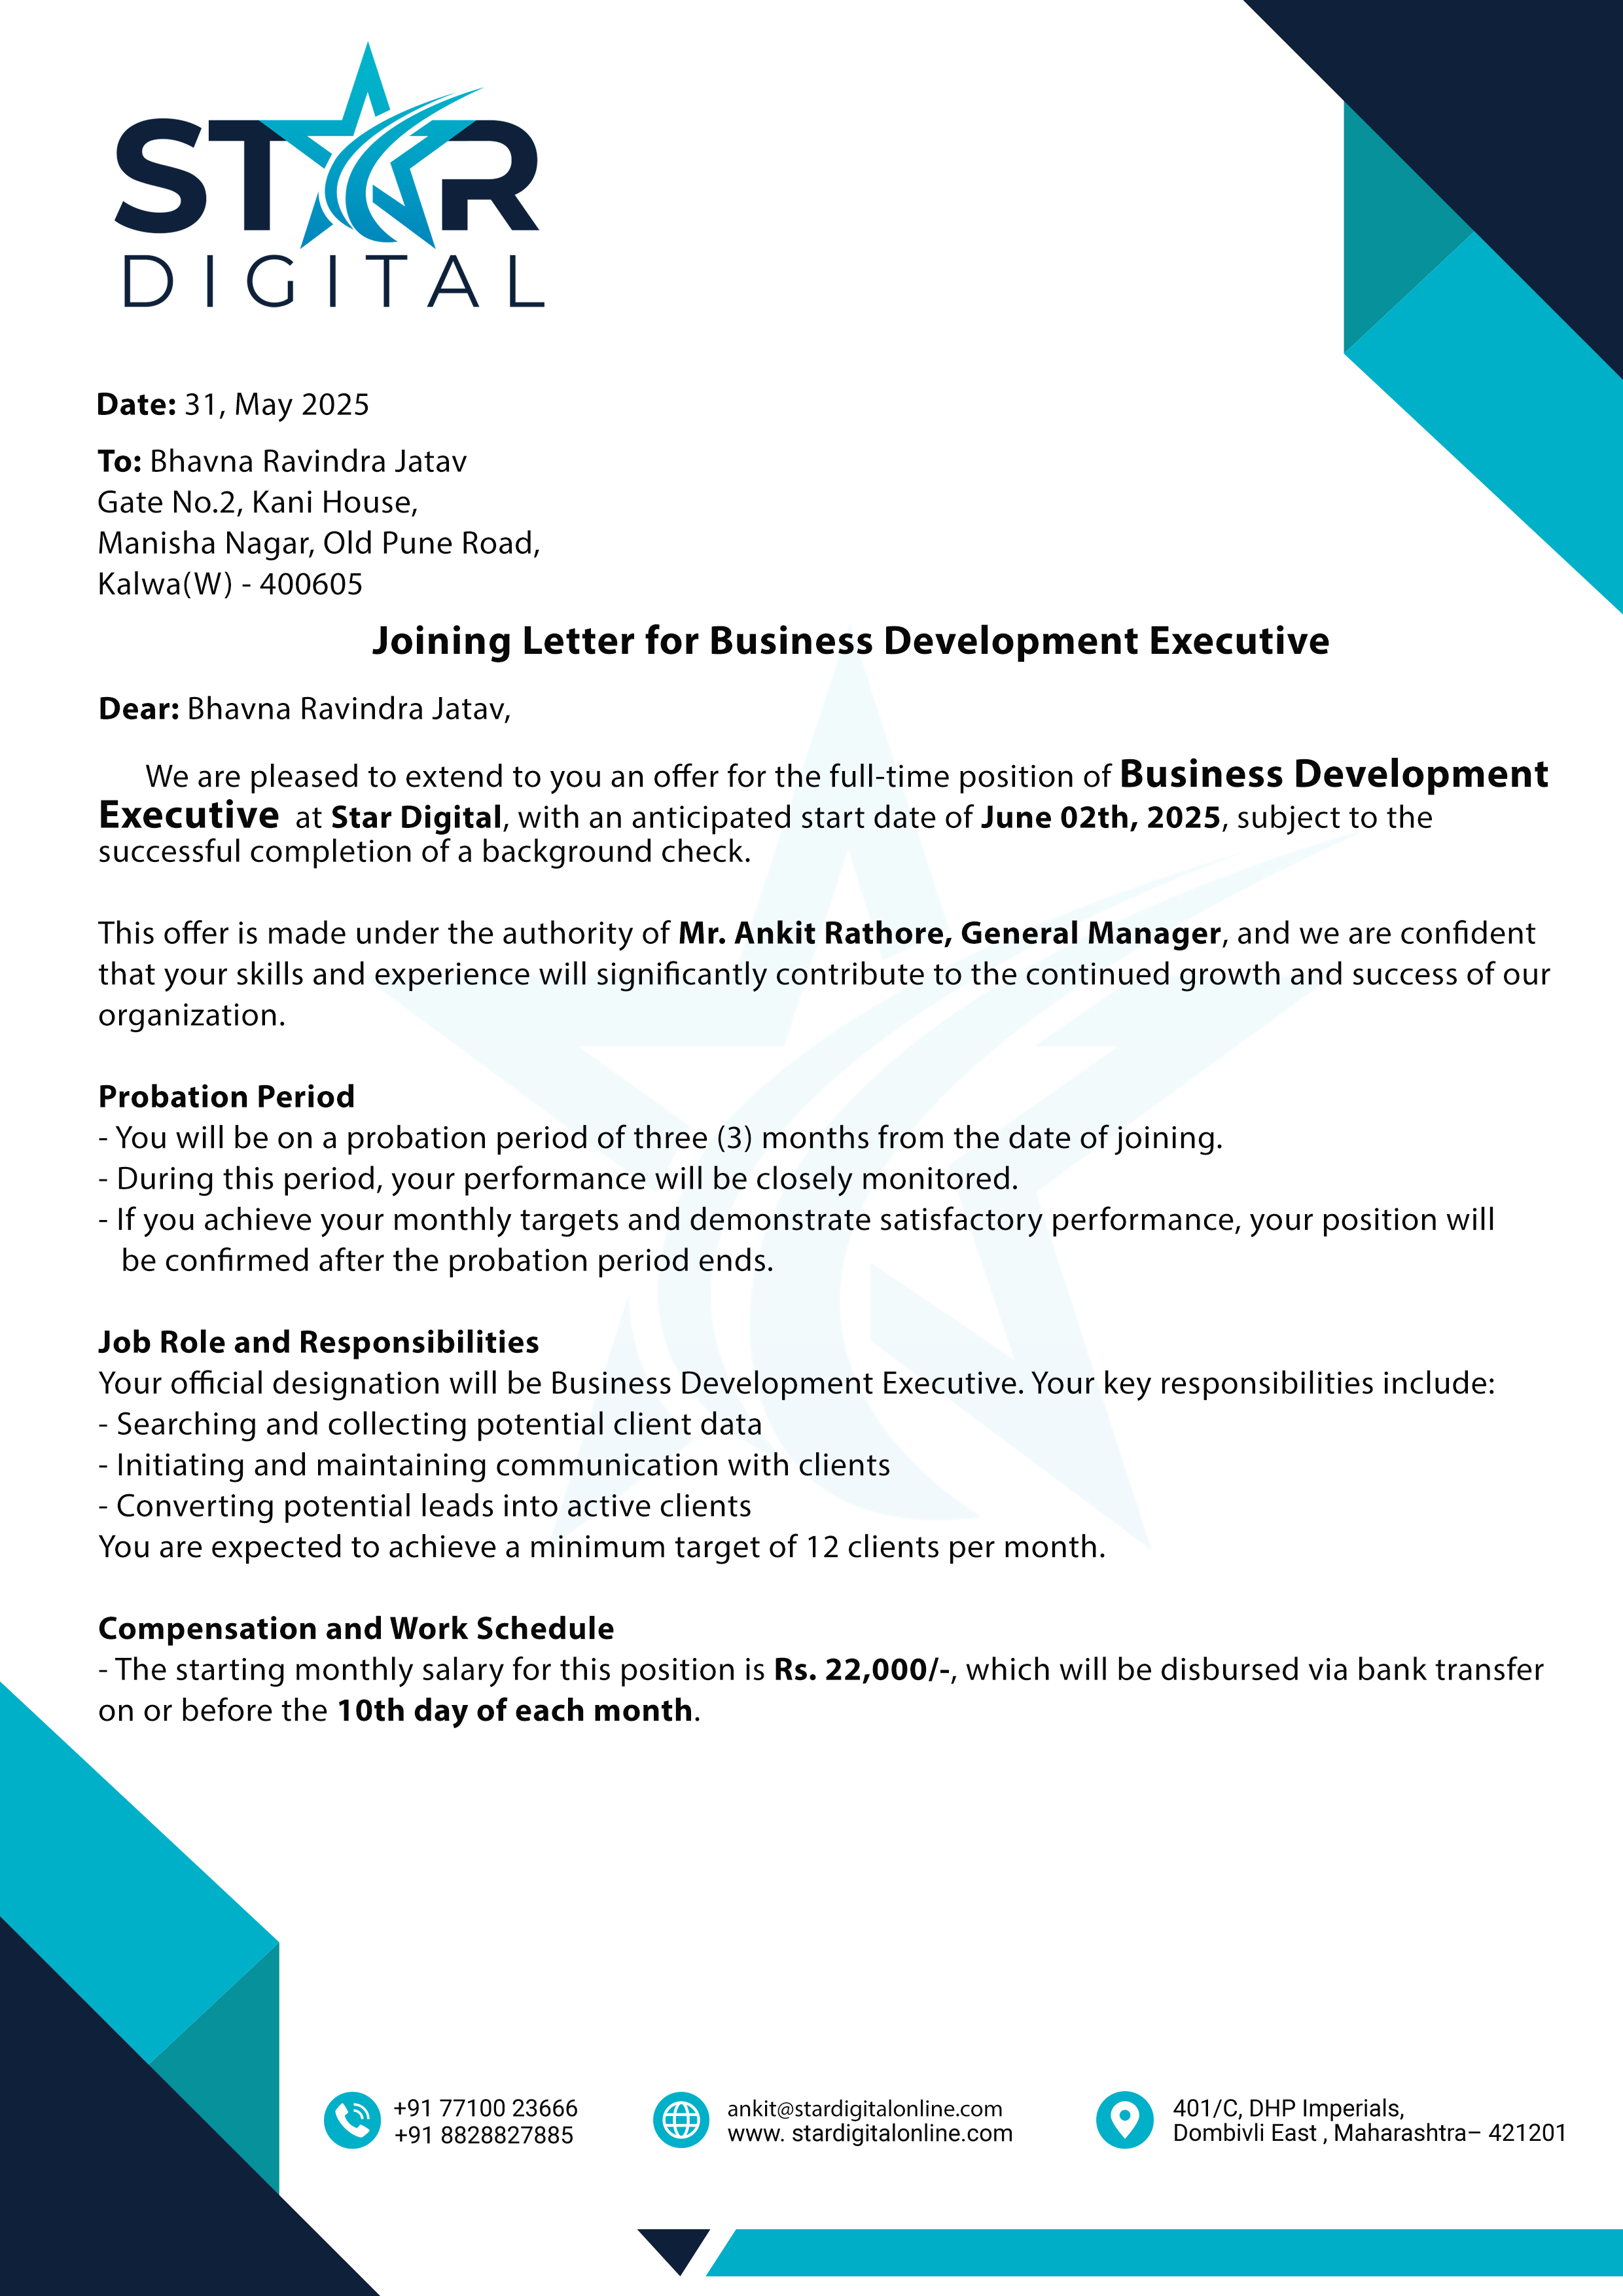 STAR
DIGITAL
Date: 31, May 2025
To: Bhavna Ravindra Jatav
Gate No.2, Kani House,
Manisha Nagar, Old Pune Road,
Kalwa(W) - 400605
Joining Letter for Business Development Executive
Dear: Bhavna Ravindra Jatav,
We are pleased to extend to you an offer for the full-time position of Business Development
Executive at Star Digital, with an anticipated start date of June 02th, 2025, subject to the
successful completion of a background check.
This offer is made under the authority of Mr. Ankit Rathore, General Manager, and we are confident
that your skills and experience will significantly contribute to the continued growth and success of our
organization.
Probation Period
- You will be on a probation period of three (3) months from the date of joining.
- During this period, your performance will be closely monitored.
- If you achieve your monthly targets and demonstrate satisfactory performance, your position will
be confirmed after the probation period ends.
Job Role and Responsibilities
Your official designation will be Business Development Executive. Your key responsibilities include:
- Searching and collecting potential client data
- Initiating and maintaining communication with clients
- Converting potential leads into active clients
You are expected to achieve a minimum target of 12 clients per month.
Compensation and Work Schedule
- The starting monthly salary for this position is Rs. 22,000/-, which will be disbursed via bank transfer
on or before the 10th day of each month.
+91 77100 23666
+91 8828827885
ankit@stardigitalonline.com
www. stardigitalonline.com
401/C, DHP Imperials,
Dombivli East , Maharashtra– 421201